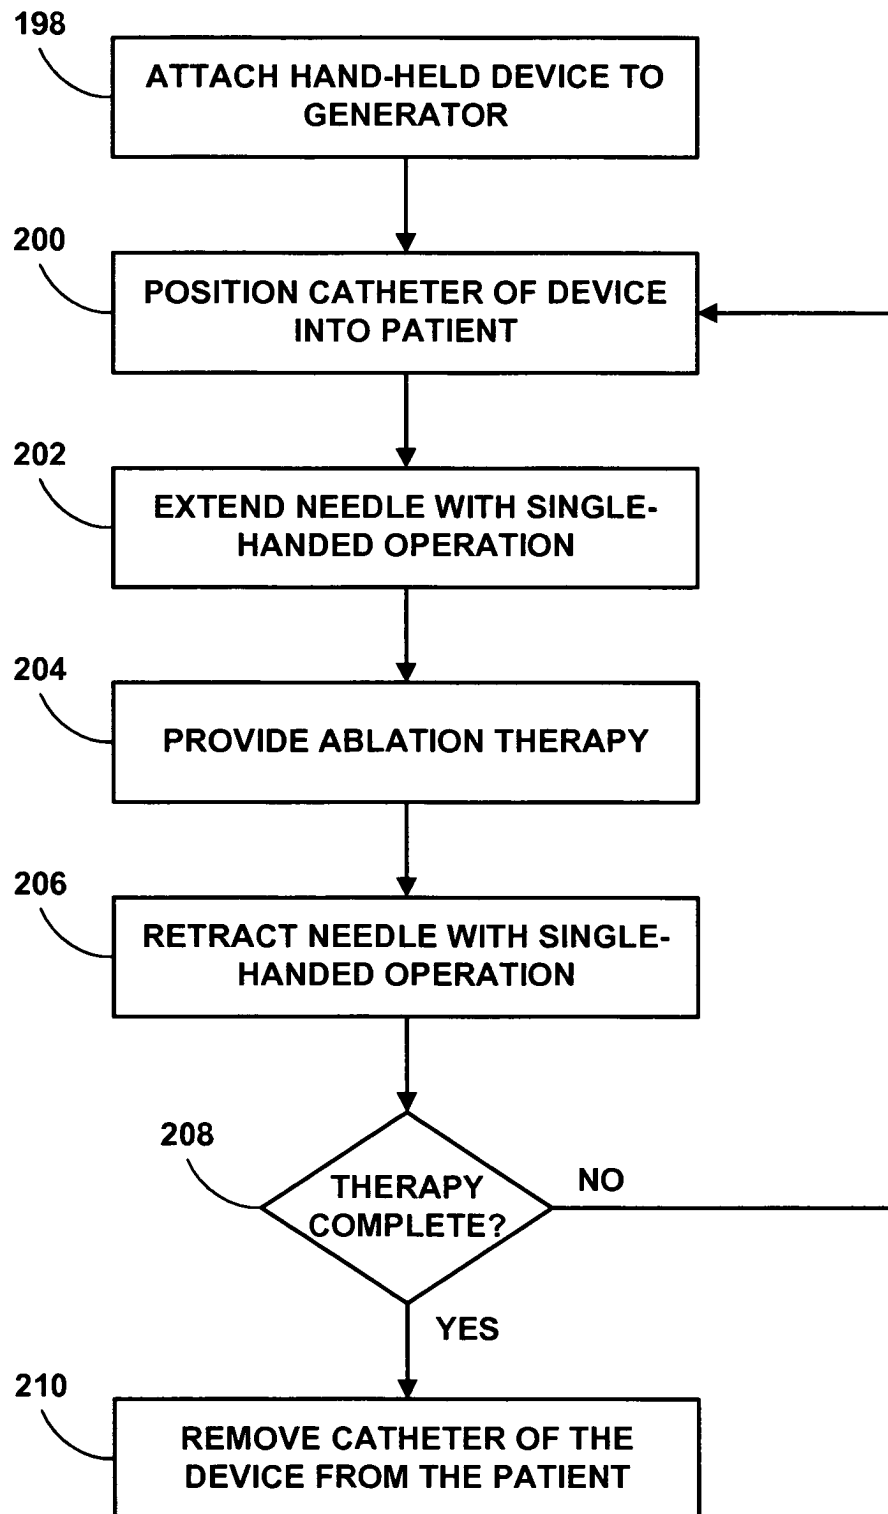 198
ATTACH HAND-HELD DEVICE TO
GENERATOR
200
POSITION CATHETER OF DEVICE
INTO PATIENT
202
EXTEND NEEDLE WITH SINGLE-
HANDED OPERATION
204
PROVIDE ABLATION THERAPY
206
RETRACT NEEDLE WITH SINGLE-
HANDED OPERATION
208
THERAPY
COMPLETE?
NO
YES
210
REMOVE CATHETER OF THE
DEVICE FROM THE PATIENT